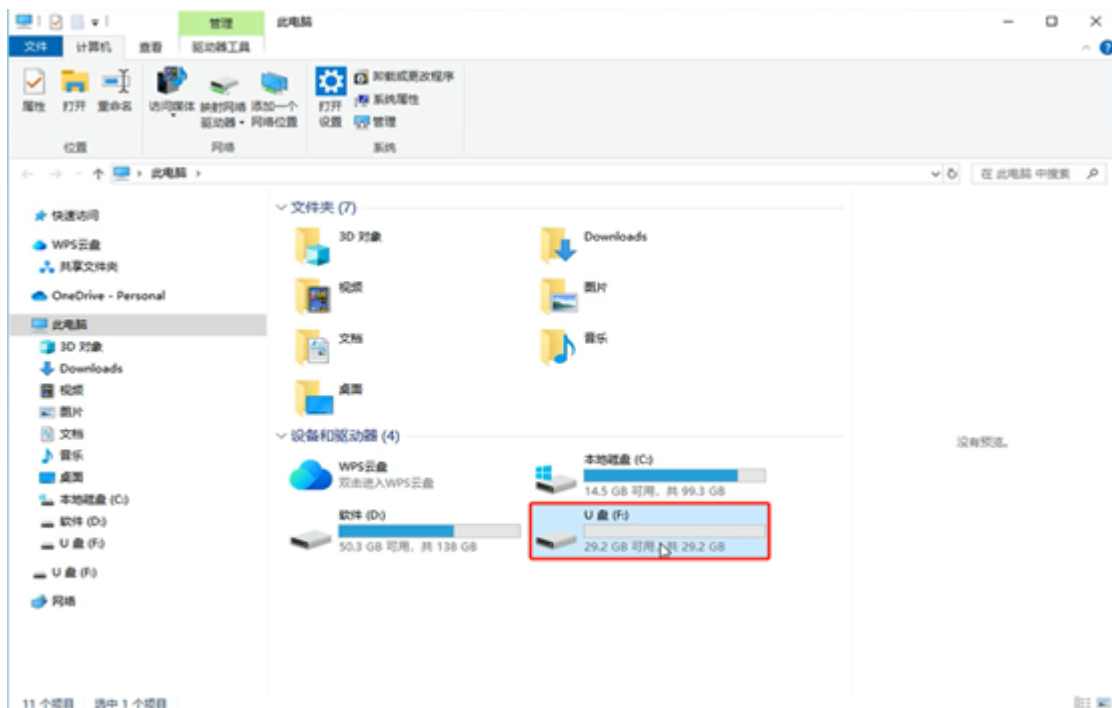 管理 此电脑
文件 计算机 查看 驱动器工具
属性 打开 重命名 访问媒体 映射网络驱动器 添加一个网络位置 打开设置 卸载或更改程序
系统属性
管理
位置 网络 系统
此电脑 在 此电脑 中搜索
快速访问
WPS云盘
共享文件夹
OneDrive - Personal
此电脑
3D 对象
Downloads
视频
图片
文档
音乐
桌面
本地磁盘 (C:)
软件 (D:)
U 盘 (F:)
U 盘 (F:)
网络
文件夹 (7)
3D 对象
Downloads
视频
图片
文档
音乐
桌面
设备和驱动器 (4)
WPS云盘
双击进入WPS云盘
本地磁盘 (C:)
14.5 GB 可用, 共 99.3 GB
软件 (D:)
50.3 GB 可用, 共 138 GB
U 盘 (F:)
29.2 GB 可用, 共 29.2 GB
没有预览。
11 个项目 选中 1 个项目